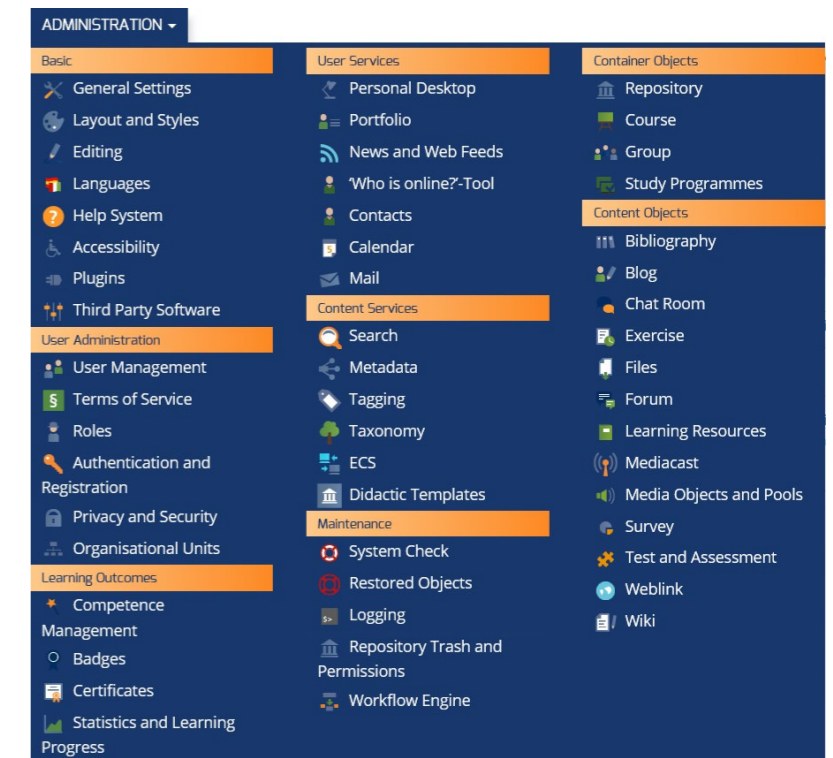 ADMINISTRATION
Basic
General Settings
Layout and Styles
Editing
Languages
Help System
Accessibility
Plugins
Third Party Software
User Administration
User Management
Terms of Service
Roles
Authentication and
Registration
Privacy and Security
Organisational Units
Learning Outcomes
Competence
Management
Badges
Certificates
Statistics and Learning
Progress
User Services
Personal Desktop
Portfolio
News and Web Feeds
'Who is online?'-Tool
Contacts
Calendar
Mail
Content Services
Search
Metadata
Tagging
Taxonomy
ECS
Didactic Templates
Maintenance
System Check
Restored Objects
Logging
Repository Trash and
Permissions
Workflow Engine
Container Objects
Repository
Course
Group
Study Programmes
Content Objects
Bibliography
Blog
Chat Room
Exercise
Files
Forum
Learning Resources
Mediacast
Media Objects and Pools
Survey
Test and Assessment
Weblink
Wiki